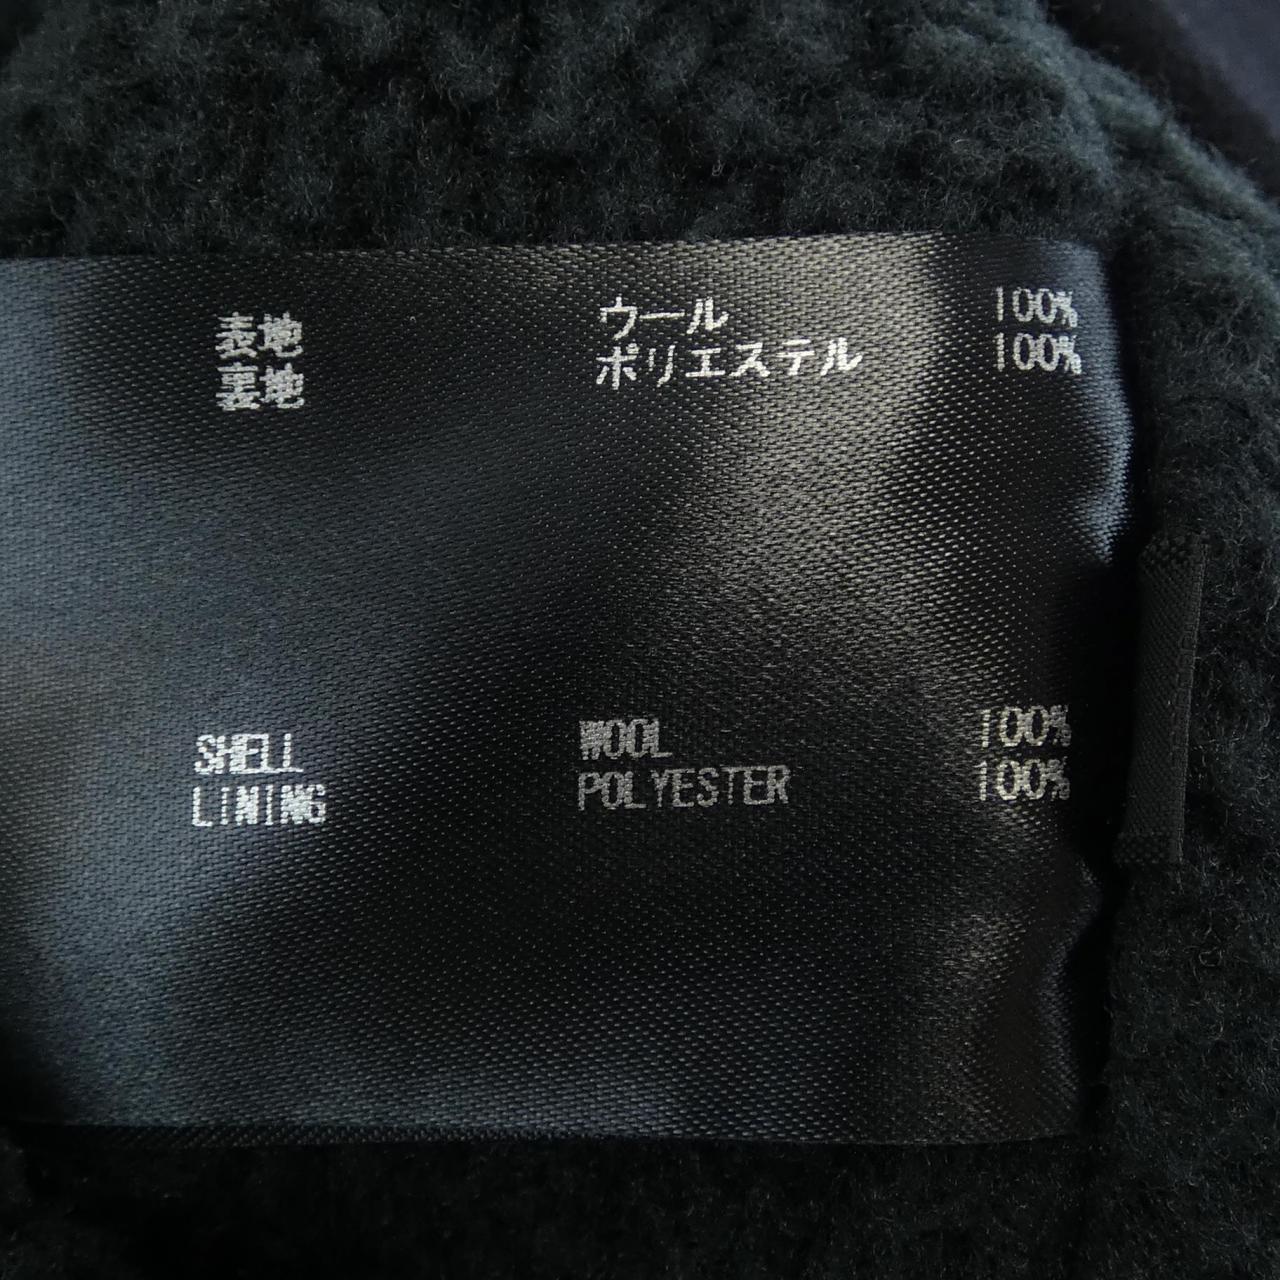 表地 ウール 100%
裏地 ポリエステル 100%
SHELL WOOL 100%
LINING POLYESTER 100%